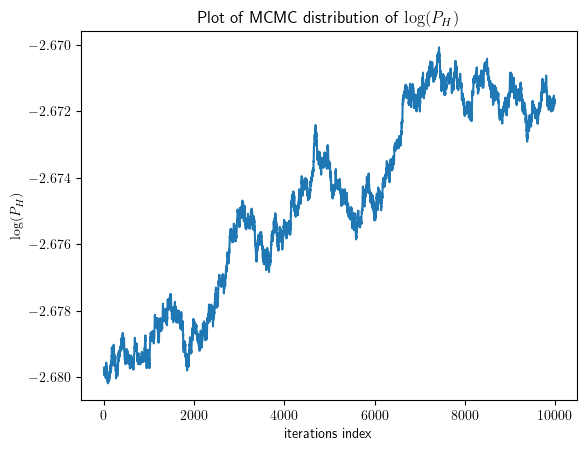 Plot of MCMC distribution of log(P_H)
−2.670
−2.672
−2.674
−2.676
−2.678
−2.680
log(P_H)
0 2000 4000 6000 8000 10000
iterations index